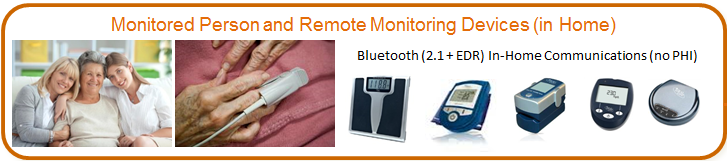 Monitored Person and Remote Monitoring Devices (in Home)
Bluetooth (2.1 + EDR) In-Home Communications (no PHI)